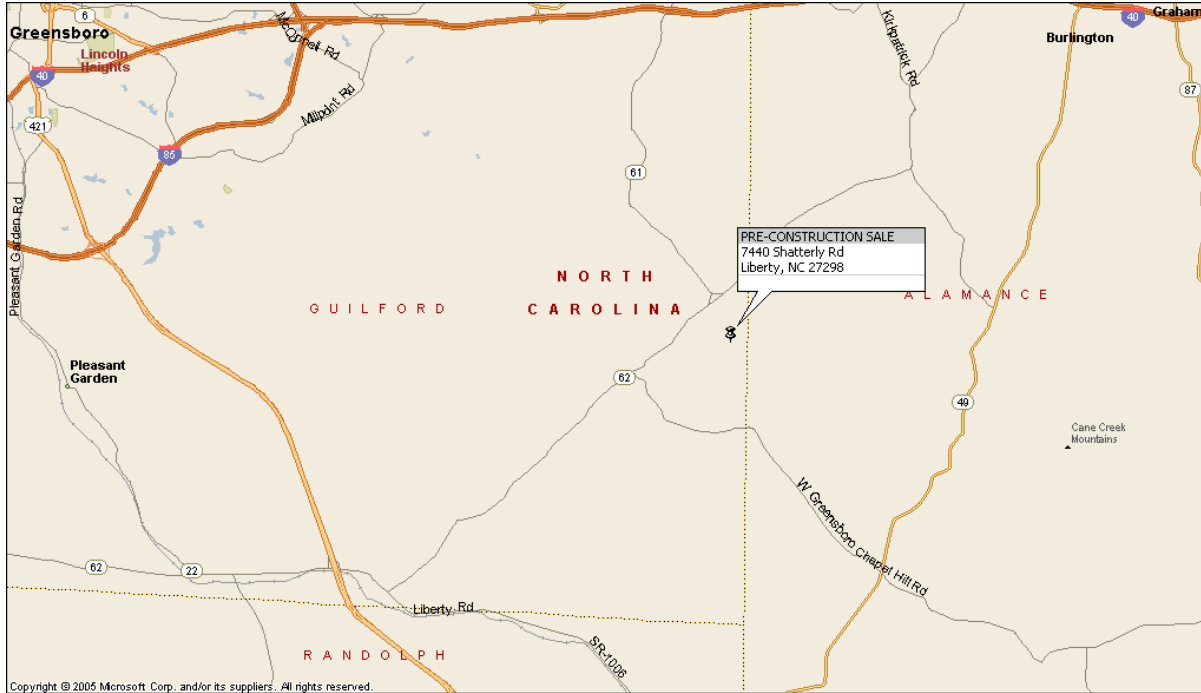 6
Greensboro
McConnell Rd
Lincoln
Heights
40
421
Millpoint Rd
85
Kirkpatrick Rd
40
Graham
Burlington
87
61
Pleasant Garden Rd
PRE-CONSTRUCTION SALE
7440 Shatterly Rd
Liberty, NC 27298
NORTH
CAROLINA
GUILFORD
ALAMANCE
Pleasant
Garden
62
49
Cane Creek
Mountains
W Greensboro Chapel Hill Rd
62
22
Liberty Rd
SR-1006
RANDOLPH
Copyright © 2005 Microsoft Corp. and/or its suppliers. All rights reserved.